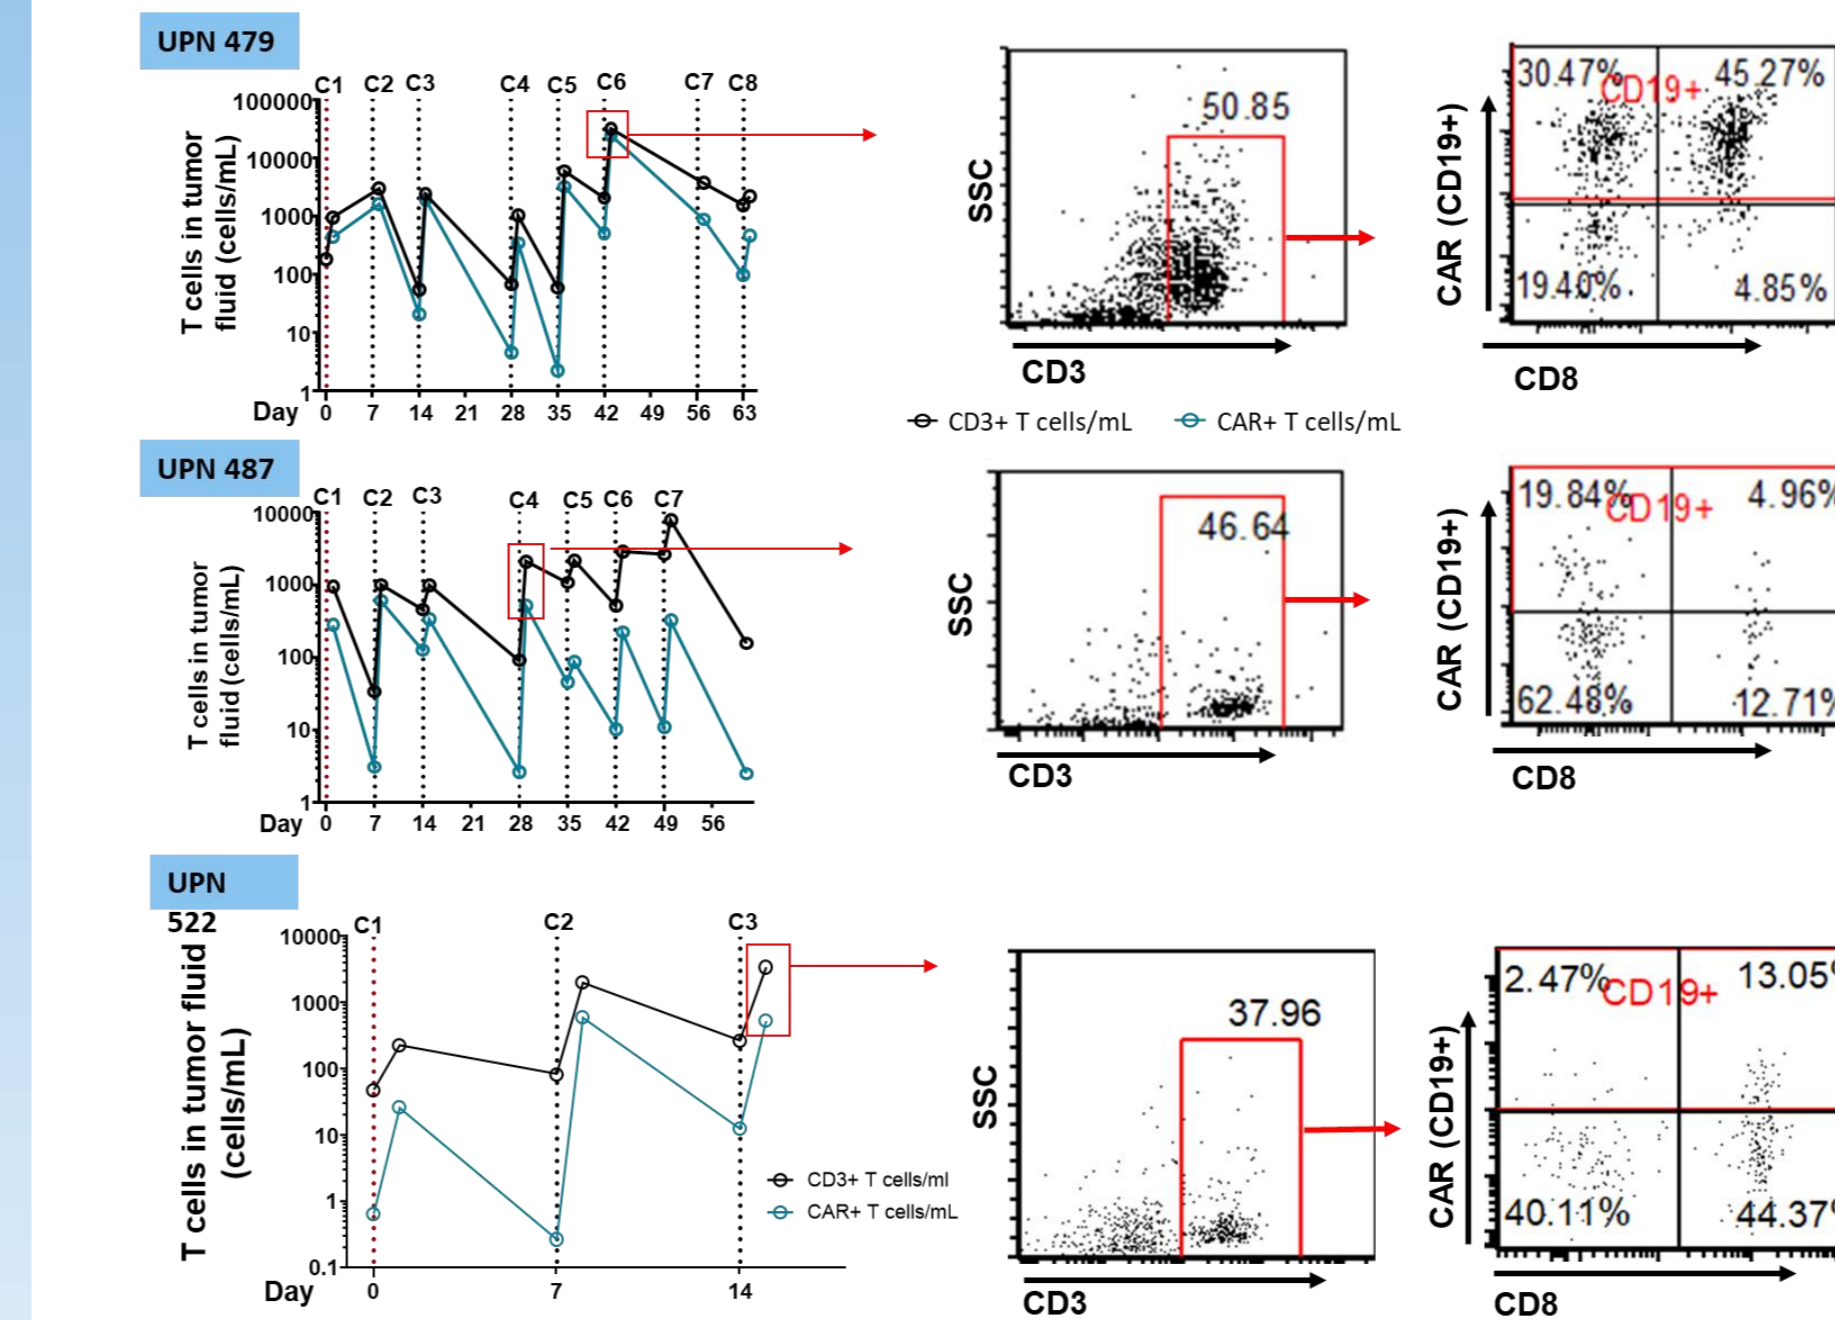 UPN 479
C1 C2 C3 C4 C5 C6 C7 C8
T cells in tumor
fluid (cells/mL)
100000
10000
1000
100
10
1
Day 0 7 14 21 28 35 42 49 56 63
SSC
50.85
CD3
CAR (CD19+)
30.47% CD19+ 45.27%
19.40% 4.85%
CD8
CD3+ T cells/mL CAR+ T cells/mL
UPN 487
C1 C2 C3 C4 C5 C6 C7
T cells in tumor
fluid (cells/mL)
10000
1000
100
10
1
Day 0 7 14 21 28 35 42 49 56
SSC
46.64
CD3
CAR (CD19+)
19.84% CD19+ 4.96%
62.48% 12.71%
CD8
UPN
522
C1 C2 C3
T cells in tumor fluid
(cells/mL)
10000
1000
100
10
1
0.1
Day 0 7 14
CD3+ T cells/ml
CAR+ T cells/mL
SSC
37.96
CD3
CAR (CD19+)
2.47% CD19+ 13.05%
40.11% 44.37%
CD8